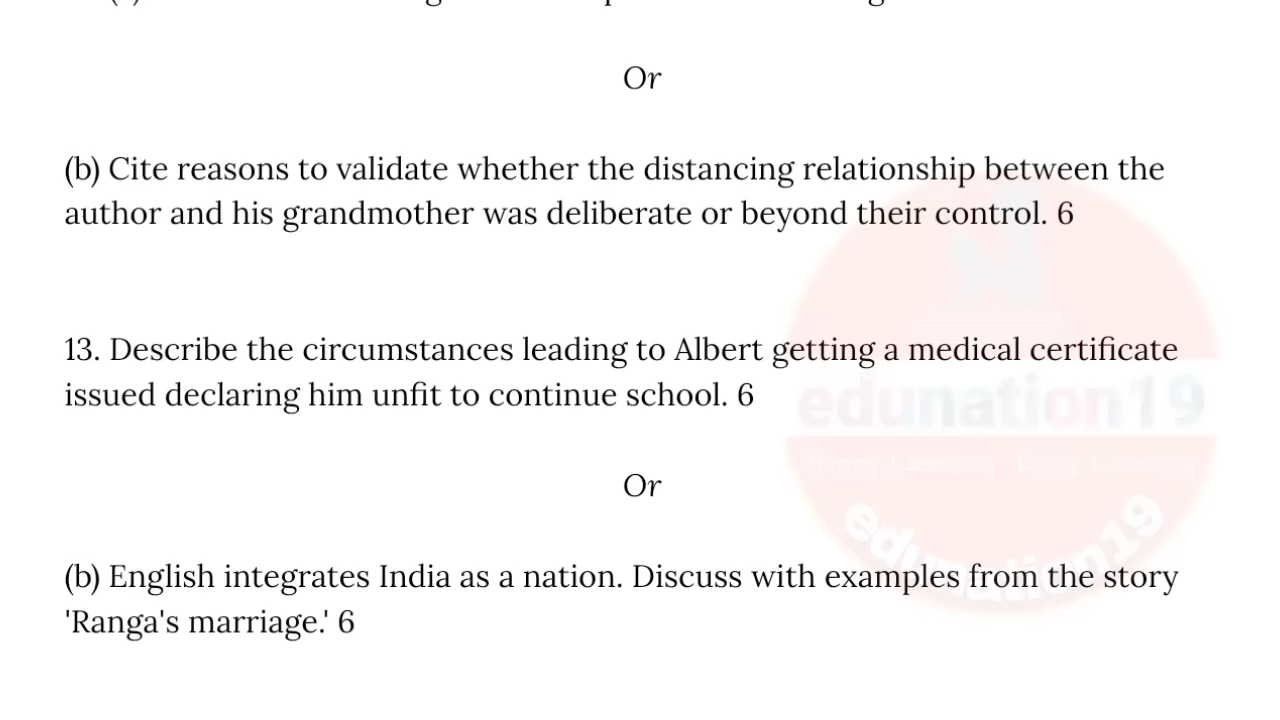 Or
(b) Cite reasons to validate whether the distancing relationship between the
author and his grandmother was deliberate or beyond their control. 6
13. Describe the circumstances leading to Albert getting a medical certificate
issued declaring him unfit to continue school. 6
edunation19
Or
edunation19
(b) English integrates India as a nation. Discuss with examples from the story
'Ranga's marriage.' 6